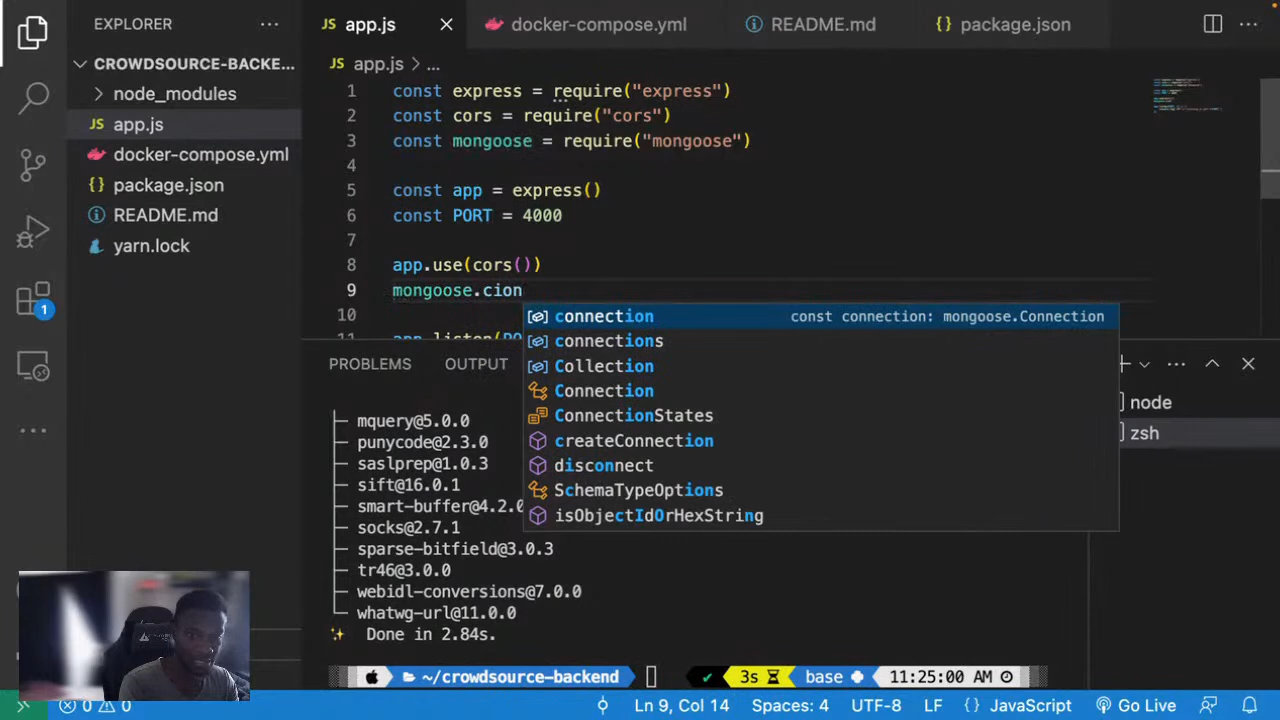 EXPLORER
app.js
docker-compose.yml
README.md
package.json
CROWDSOURCE-BACKE...
node_modules
app.js
docker-compose.yml
package.json
README.md
yarn.lock
1
app.js > ...
1 const express = require("express")
2 const cors = require("cors")
3 const mongoose = require("mongoose")
4
5 const app = express()
6 const PORT = 4000
7
8 app.use(cors())
9 mongoose.cion
10
connection const connection: mongoose.Connection
connections
Collection
Connection
ConnectionStates
createConnection
disconnect
SchemaTypeOptions
isObjectIdOrHexString
PROBLEMS OUTPUT
node
zsh
mquery@5.0.0
punycode@2.3.0
saslprep@1.0.3
sift@16.0.1
smart-buffer@4.2.0
socks@2.7.1
sparse-bitfield@3.0.3
tr46@3.0.0
webidl-conversions@7.0.0
whatwg-url@11.0.0
Done in 2.84s.
~/crowdsource-backend 3s base 11:25:00 AM
0 0 Ln 9, Col 14 Spaces: 4 UTF-8 LF {} JavaScript Go Live